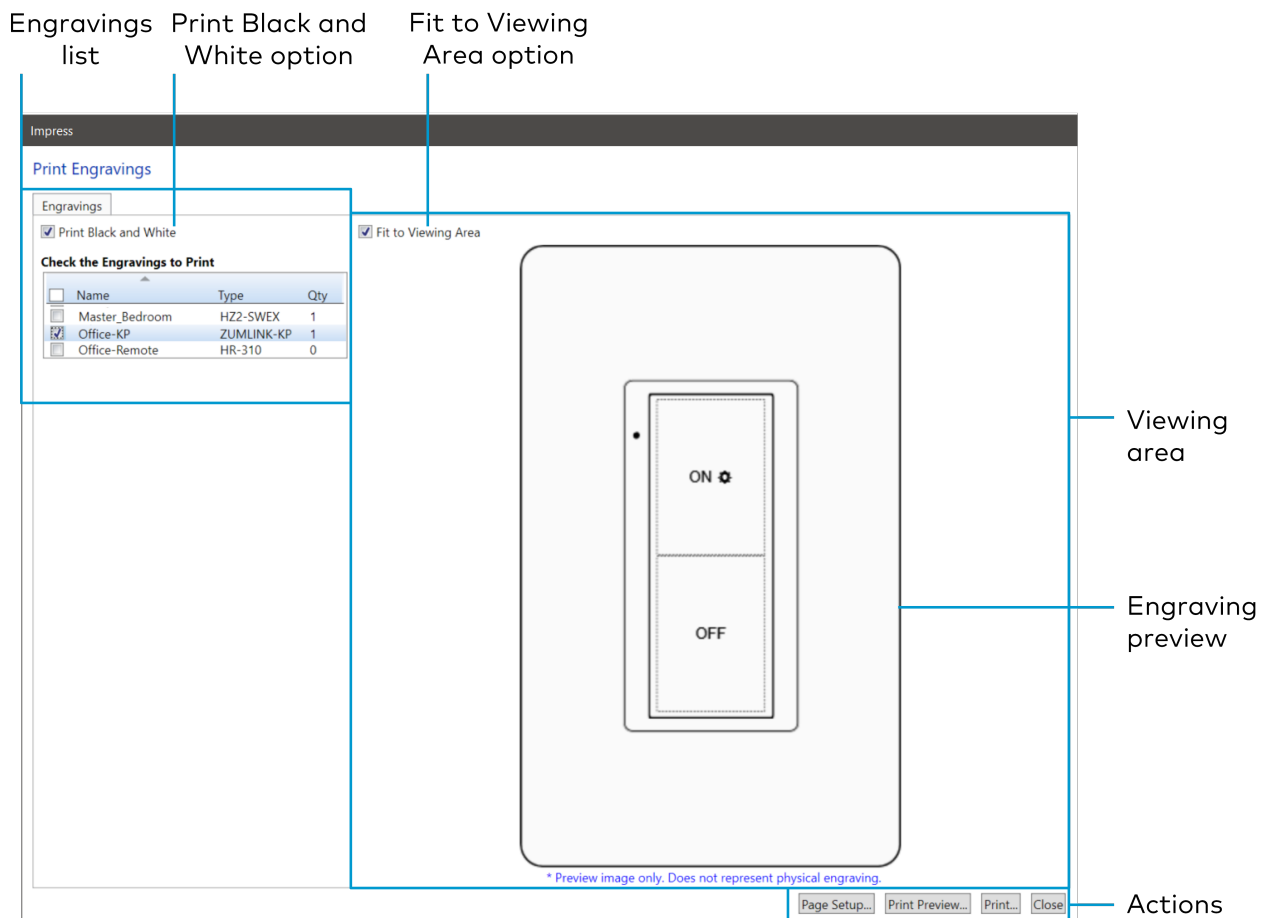 Engravings list
Print Black and White option
Fit to Viewing Area option
Impress
Print Engravings
Engravings
Print Black and White
Fit to Viewing Area
Check the Engravings to Print
Name Type Qty
Master_Bedroom HZ2-SWEX 1
Office-KP ZUMLINK-KP 1
Office-Remote HR-310 0
ON
OFF
Viewing
area
Engraving
preview
* Preview image only. Does not represent physical engraving.
Page Setup... Print Preview... Print... Close
Actions